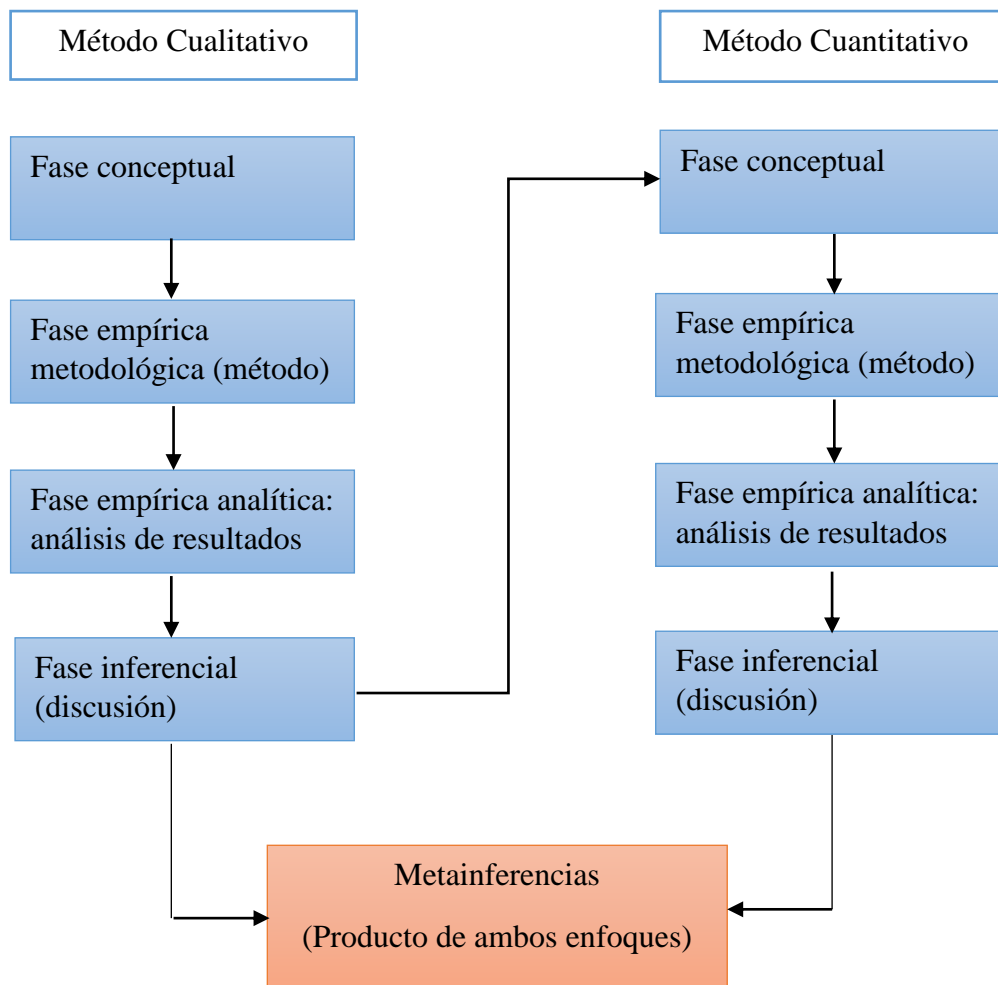 Método Cualitativo
Fase conceptual
Fase empírica
metodológica (método)
Fase empírica analítica:
análisis de resultados
Fase inferencial
(discusión)
Método Cuantitativo
Fase conceptual
Fase empírica
metodológica (método)
Fase empírica analítica:
análisis de resultados
Fase inferencial
(discusión)
Metainferencias
(Producto de ambos enfoques)